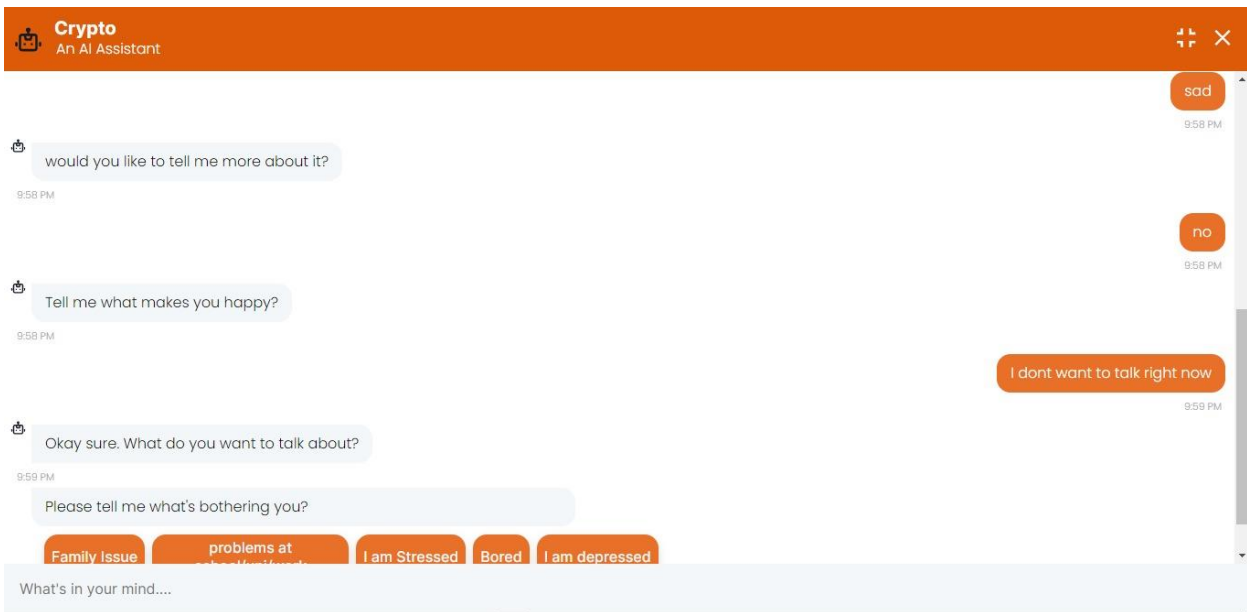 Crypto
An AI Assistant
sad
9:58 PM
would you like to tell me more about it?
9:58 PM
no
9:58 PM
Tell me what makes you happy?
9:58 PM
I dont want to talk right now
9:59 PM
Okay sure. What do you want to talk about?
9:59 PM
Please tell me what's bothering you?
Family Issue
problems at
I am Stressed
Bored
I am depressed
What's in your mind....